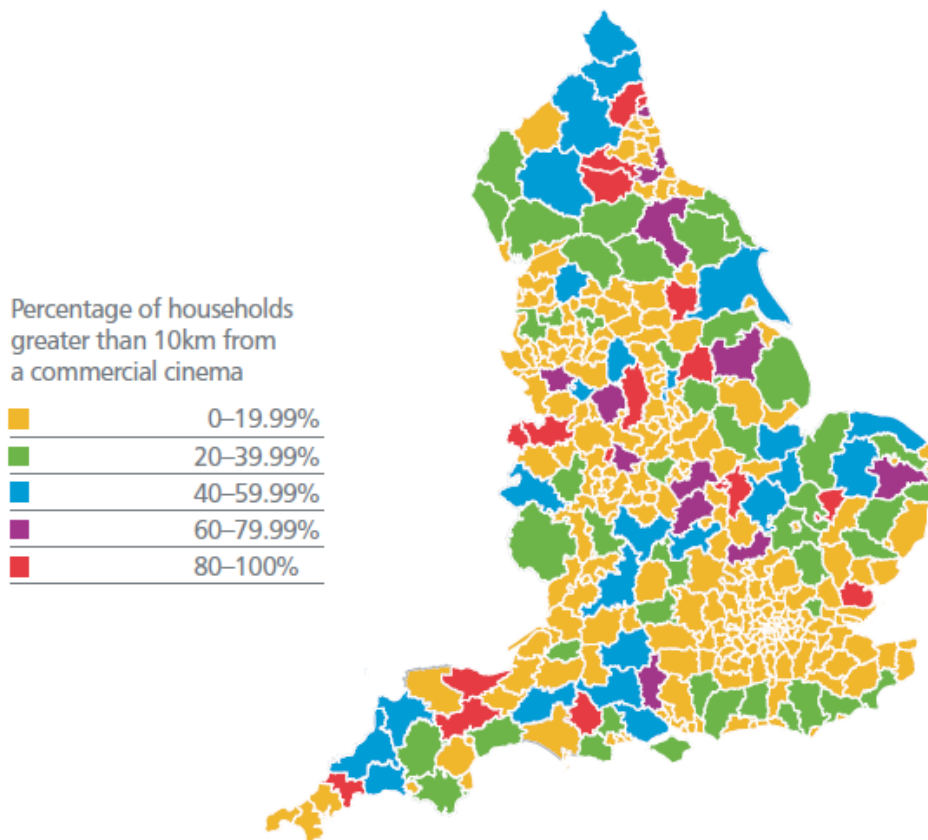 Percentage of households
greater than 10km from
a commercial cinema
0–19.99%
20–39.99%
40–59.99%
60–79.99%
80–100%